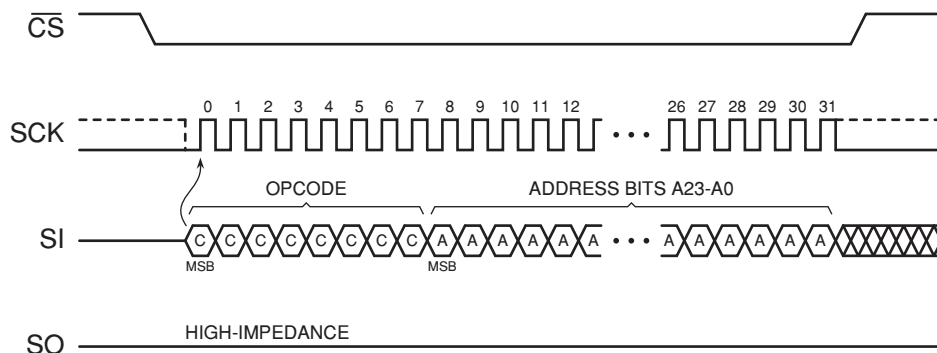 CS
0 1 2 3 4 5 6 7 8 9 10 11 12 26 27 28 29 30 31
SCK
OPCODE ADDRESS BITS A23-A0
SI C C C C C C C C A A A A A A A A A A A A
MSB MSB
HIGH-IMPEDANCE
SO